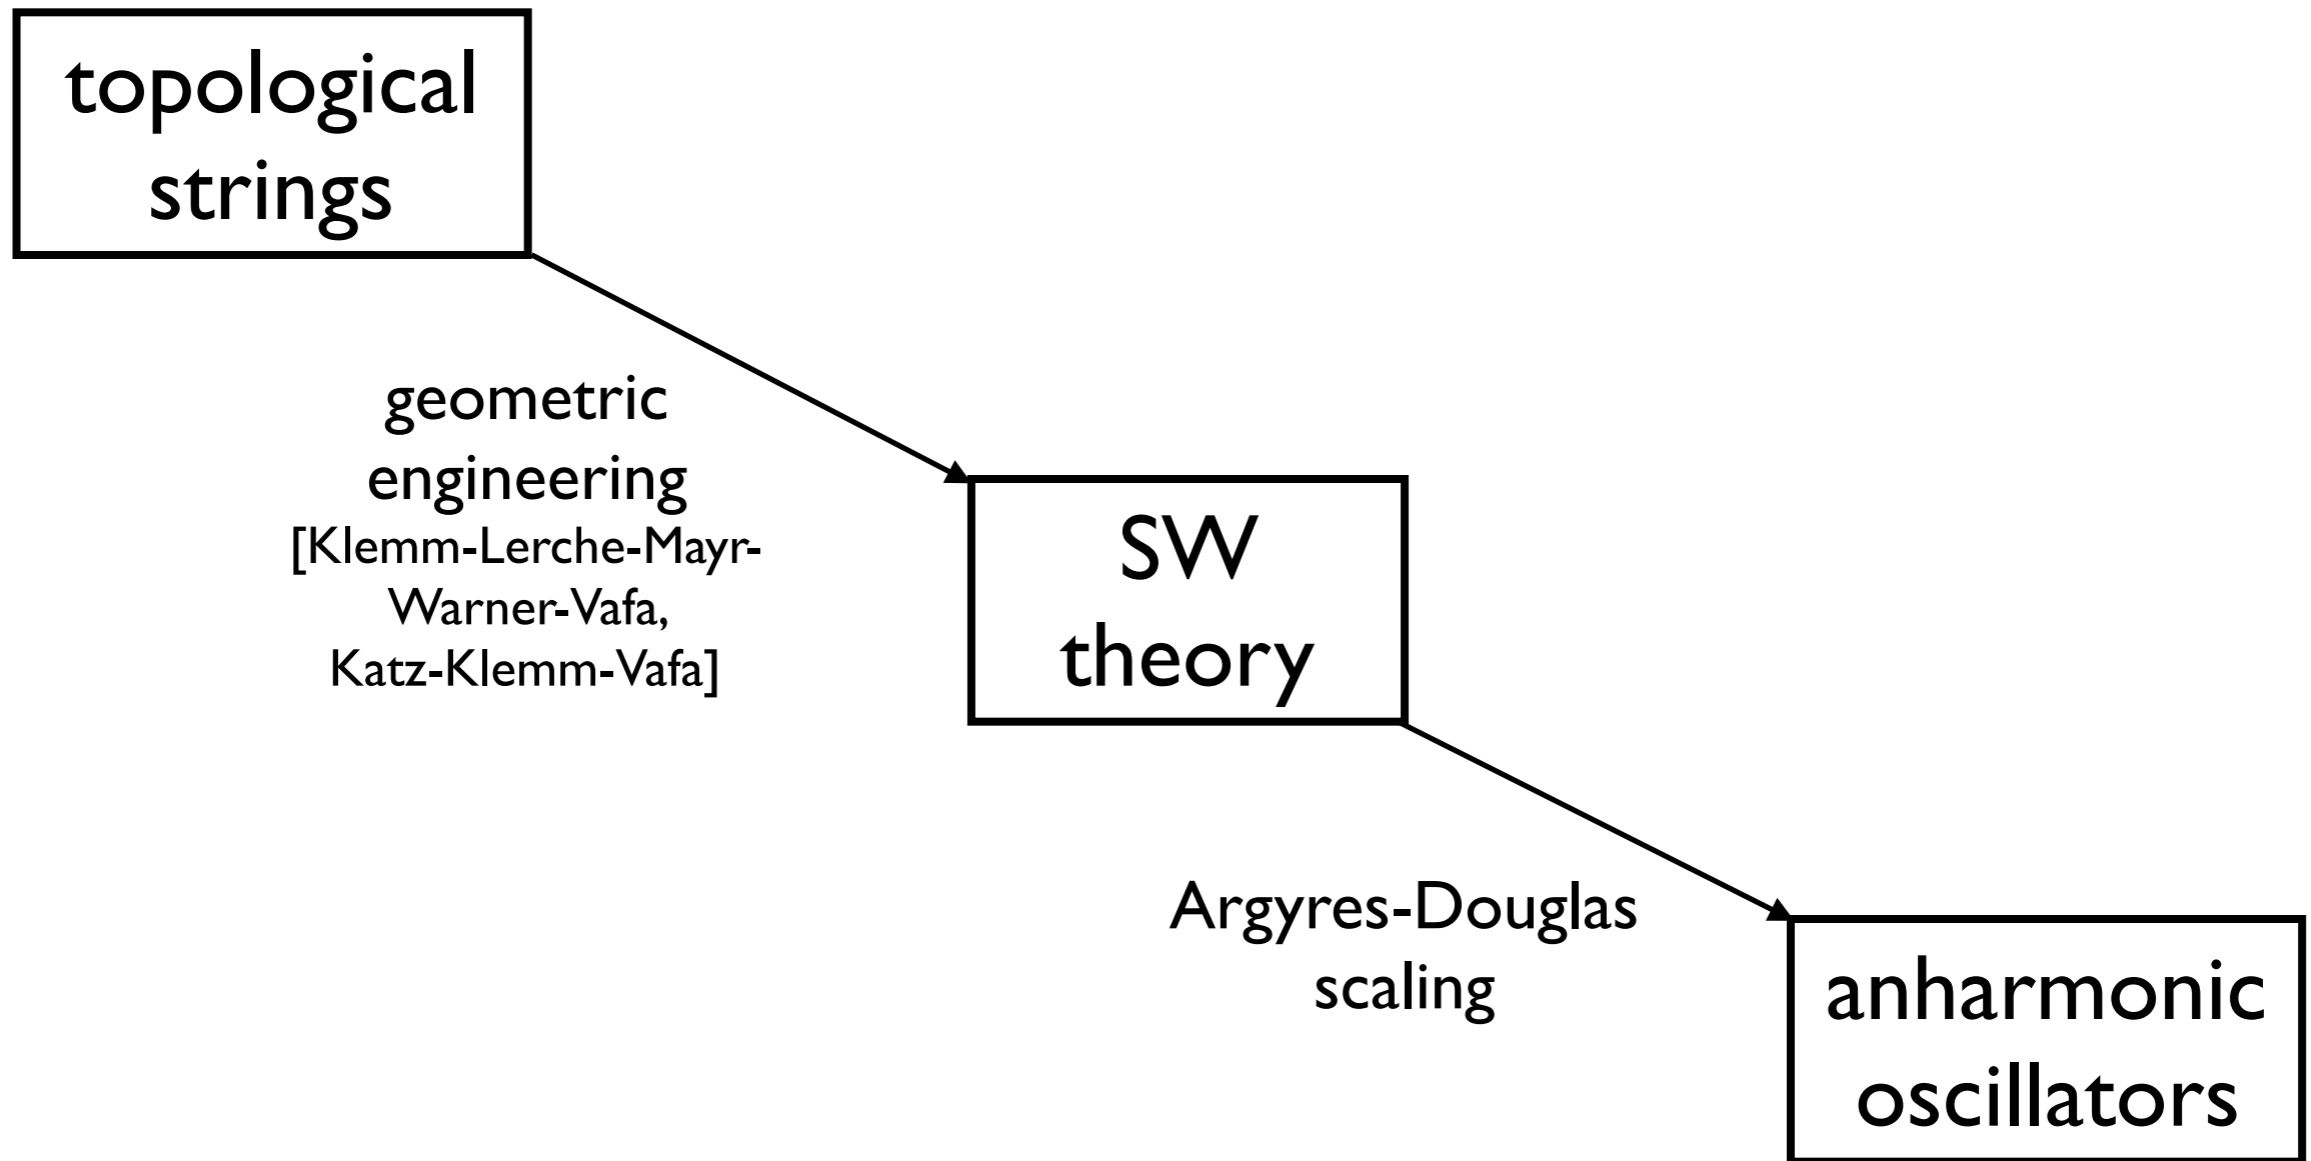 topological
strings
geometric
engineering
[Klemm-Lerche-Mayr-
Warner-Vafa,
Katz-Klemm-Vafa]
SW
theory
Argyres-Douglas
scaling
anharmonic
oscillators